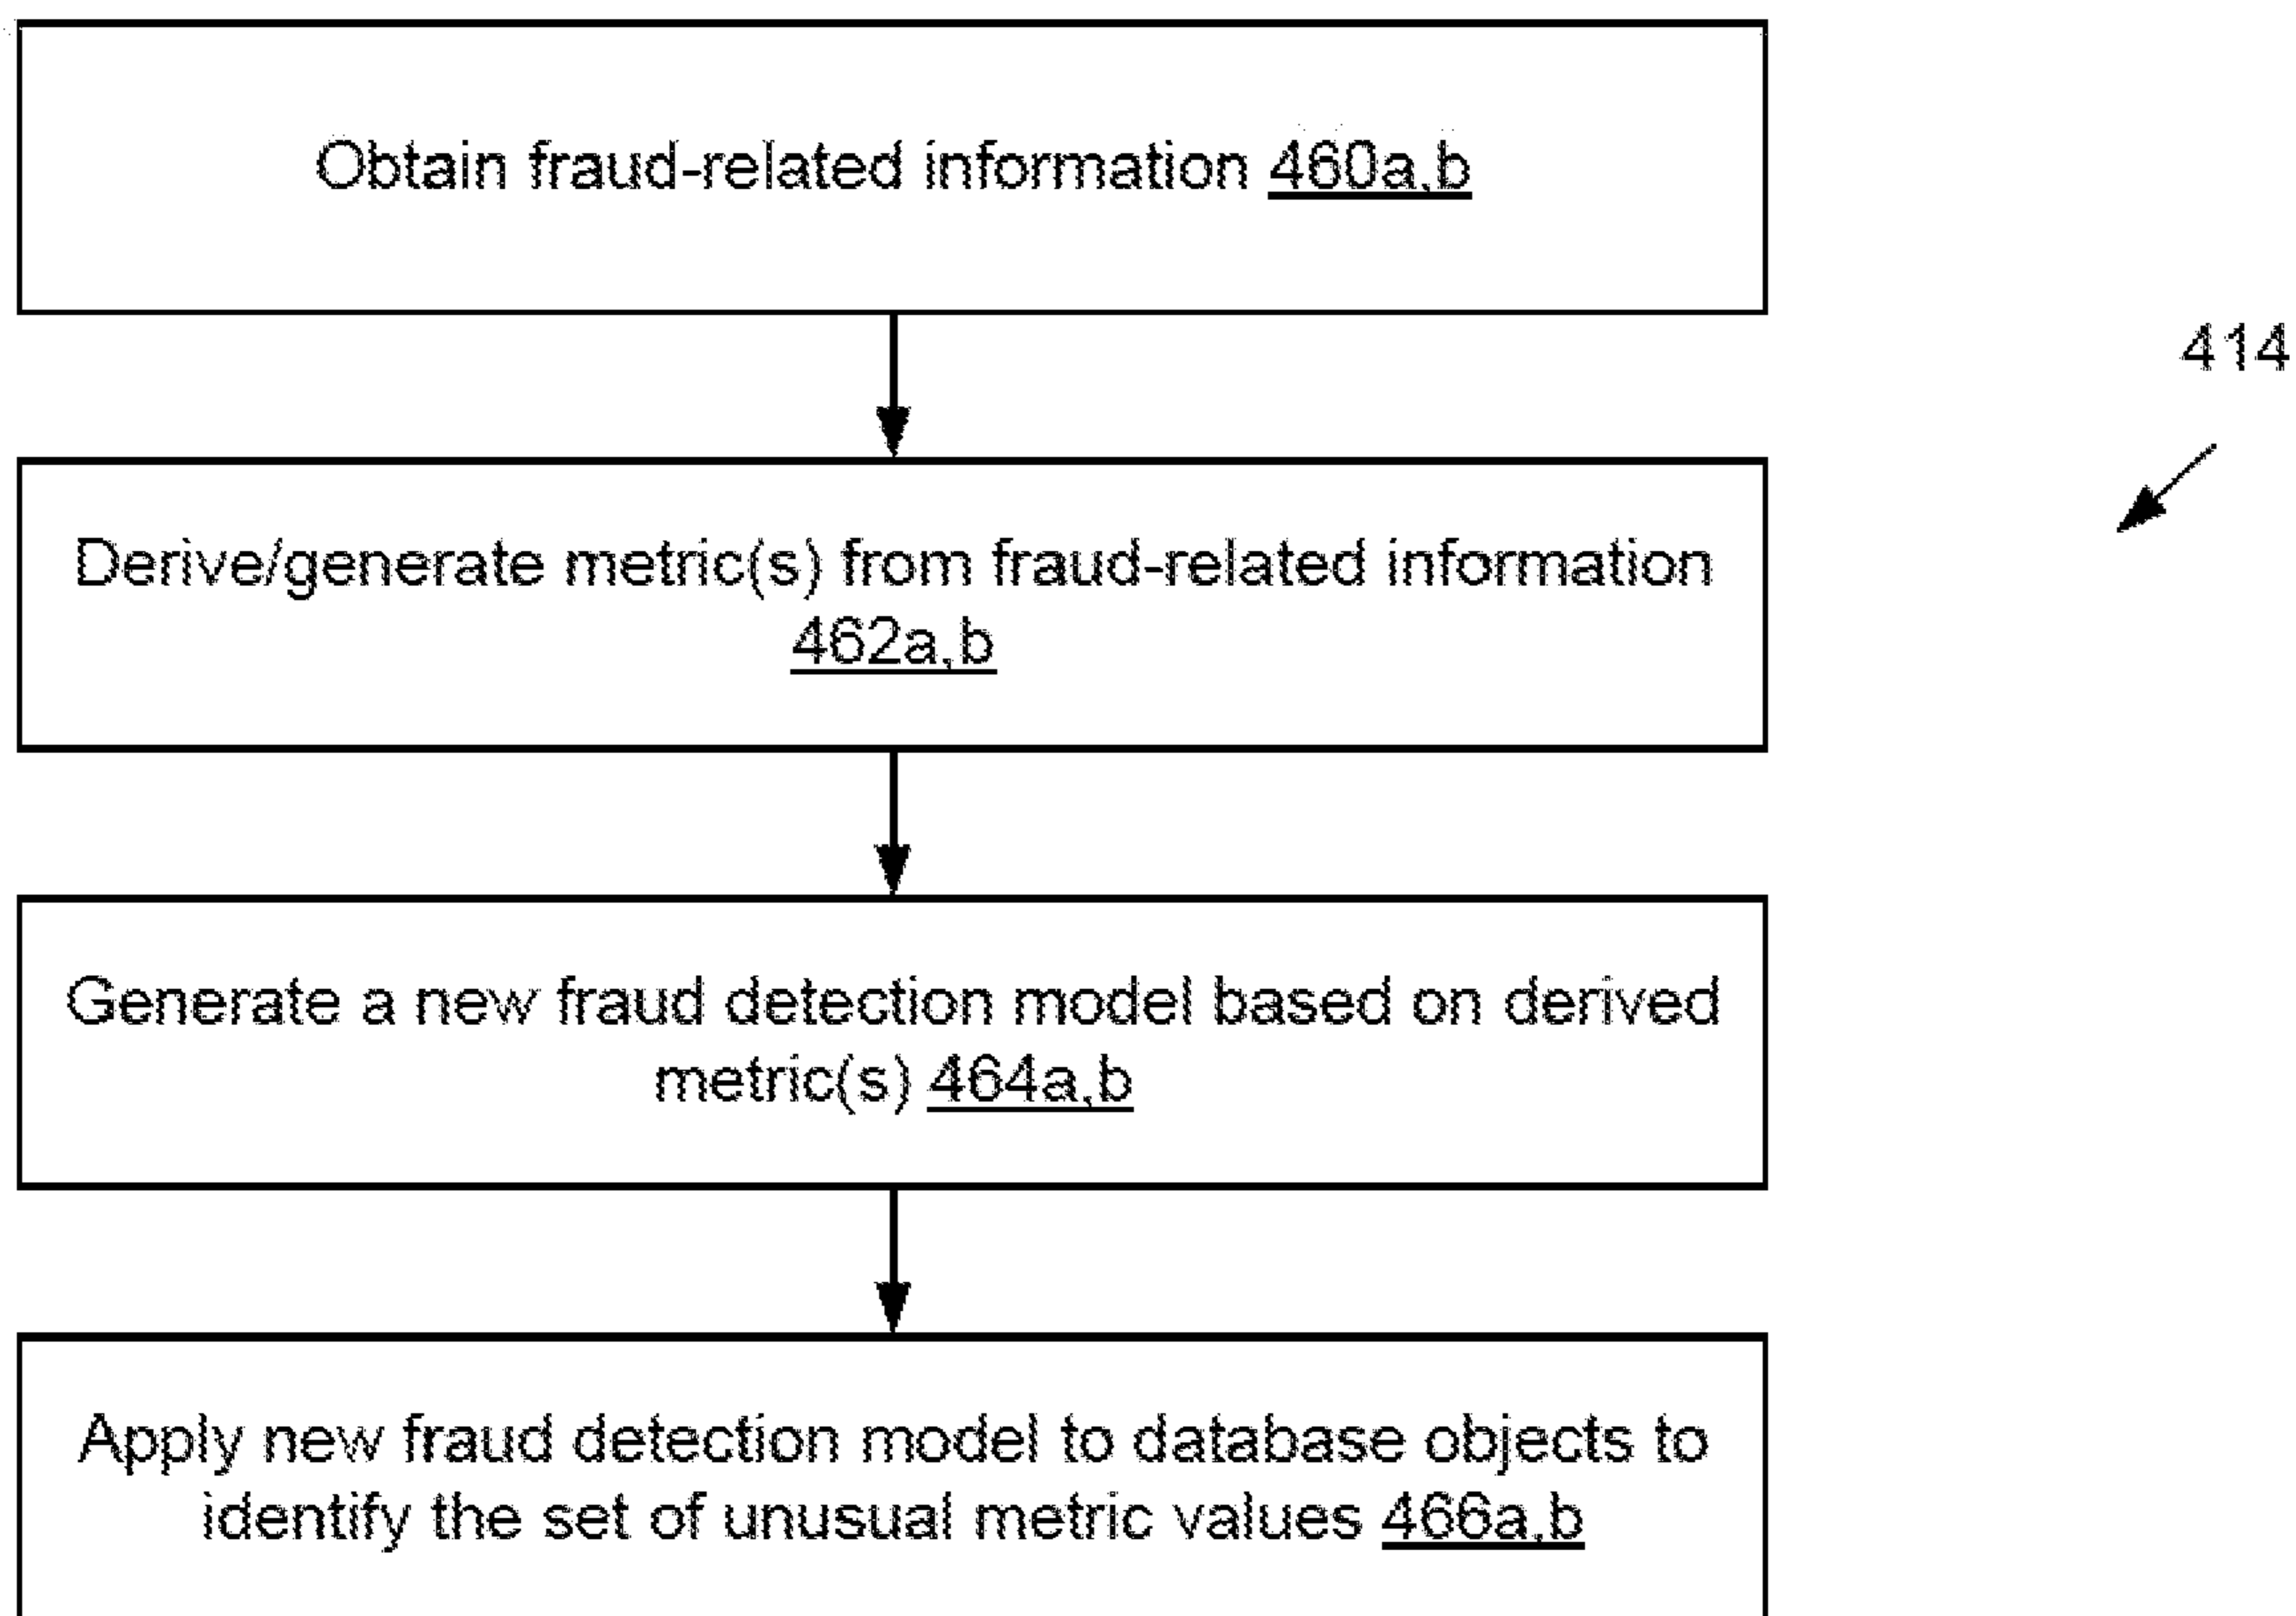 Obtain fraud-related information 460a,b
414
Derive/generate metric(s) from fraud-related information
462a,b
Generate a new fraud detection model based on derived
metric(s) 464a,b
Apply new fraud detection model to database objects to
identify the set of unusual metric values 466a,b